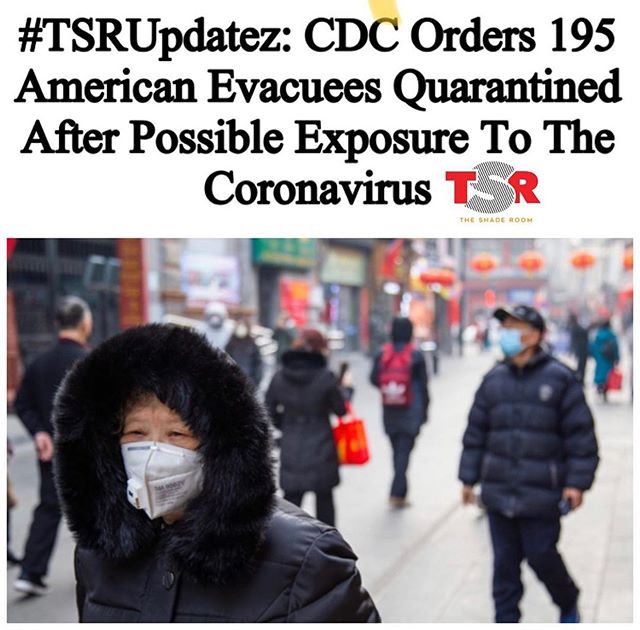 #TSRUpdatez: CDC Orders 195
American Evacuees Quarantined
After Possible Exposure To The
Coronavirus TSR
THE SHADE ROOM